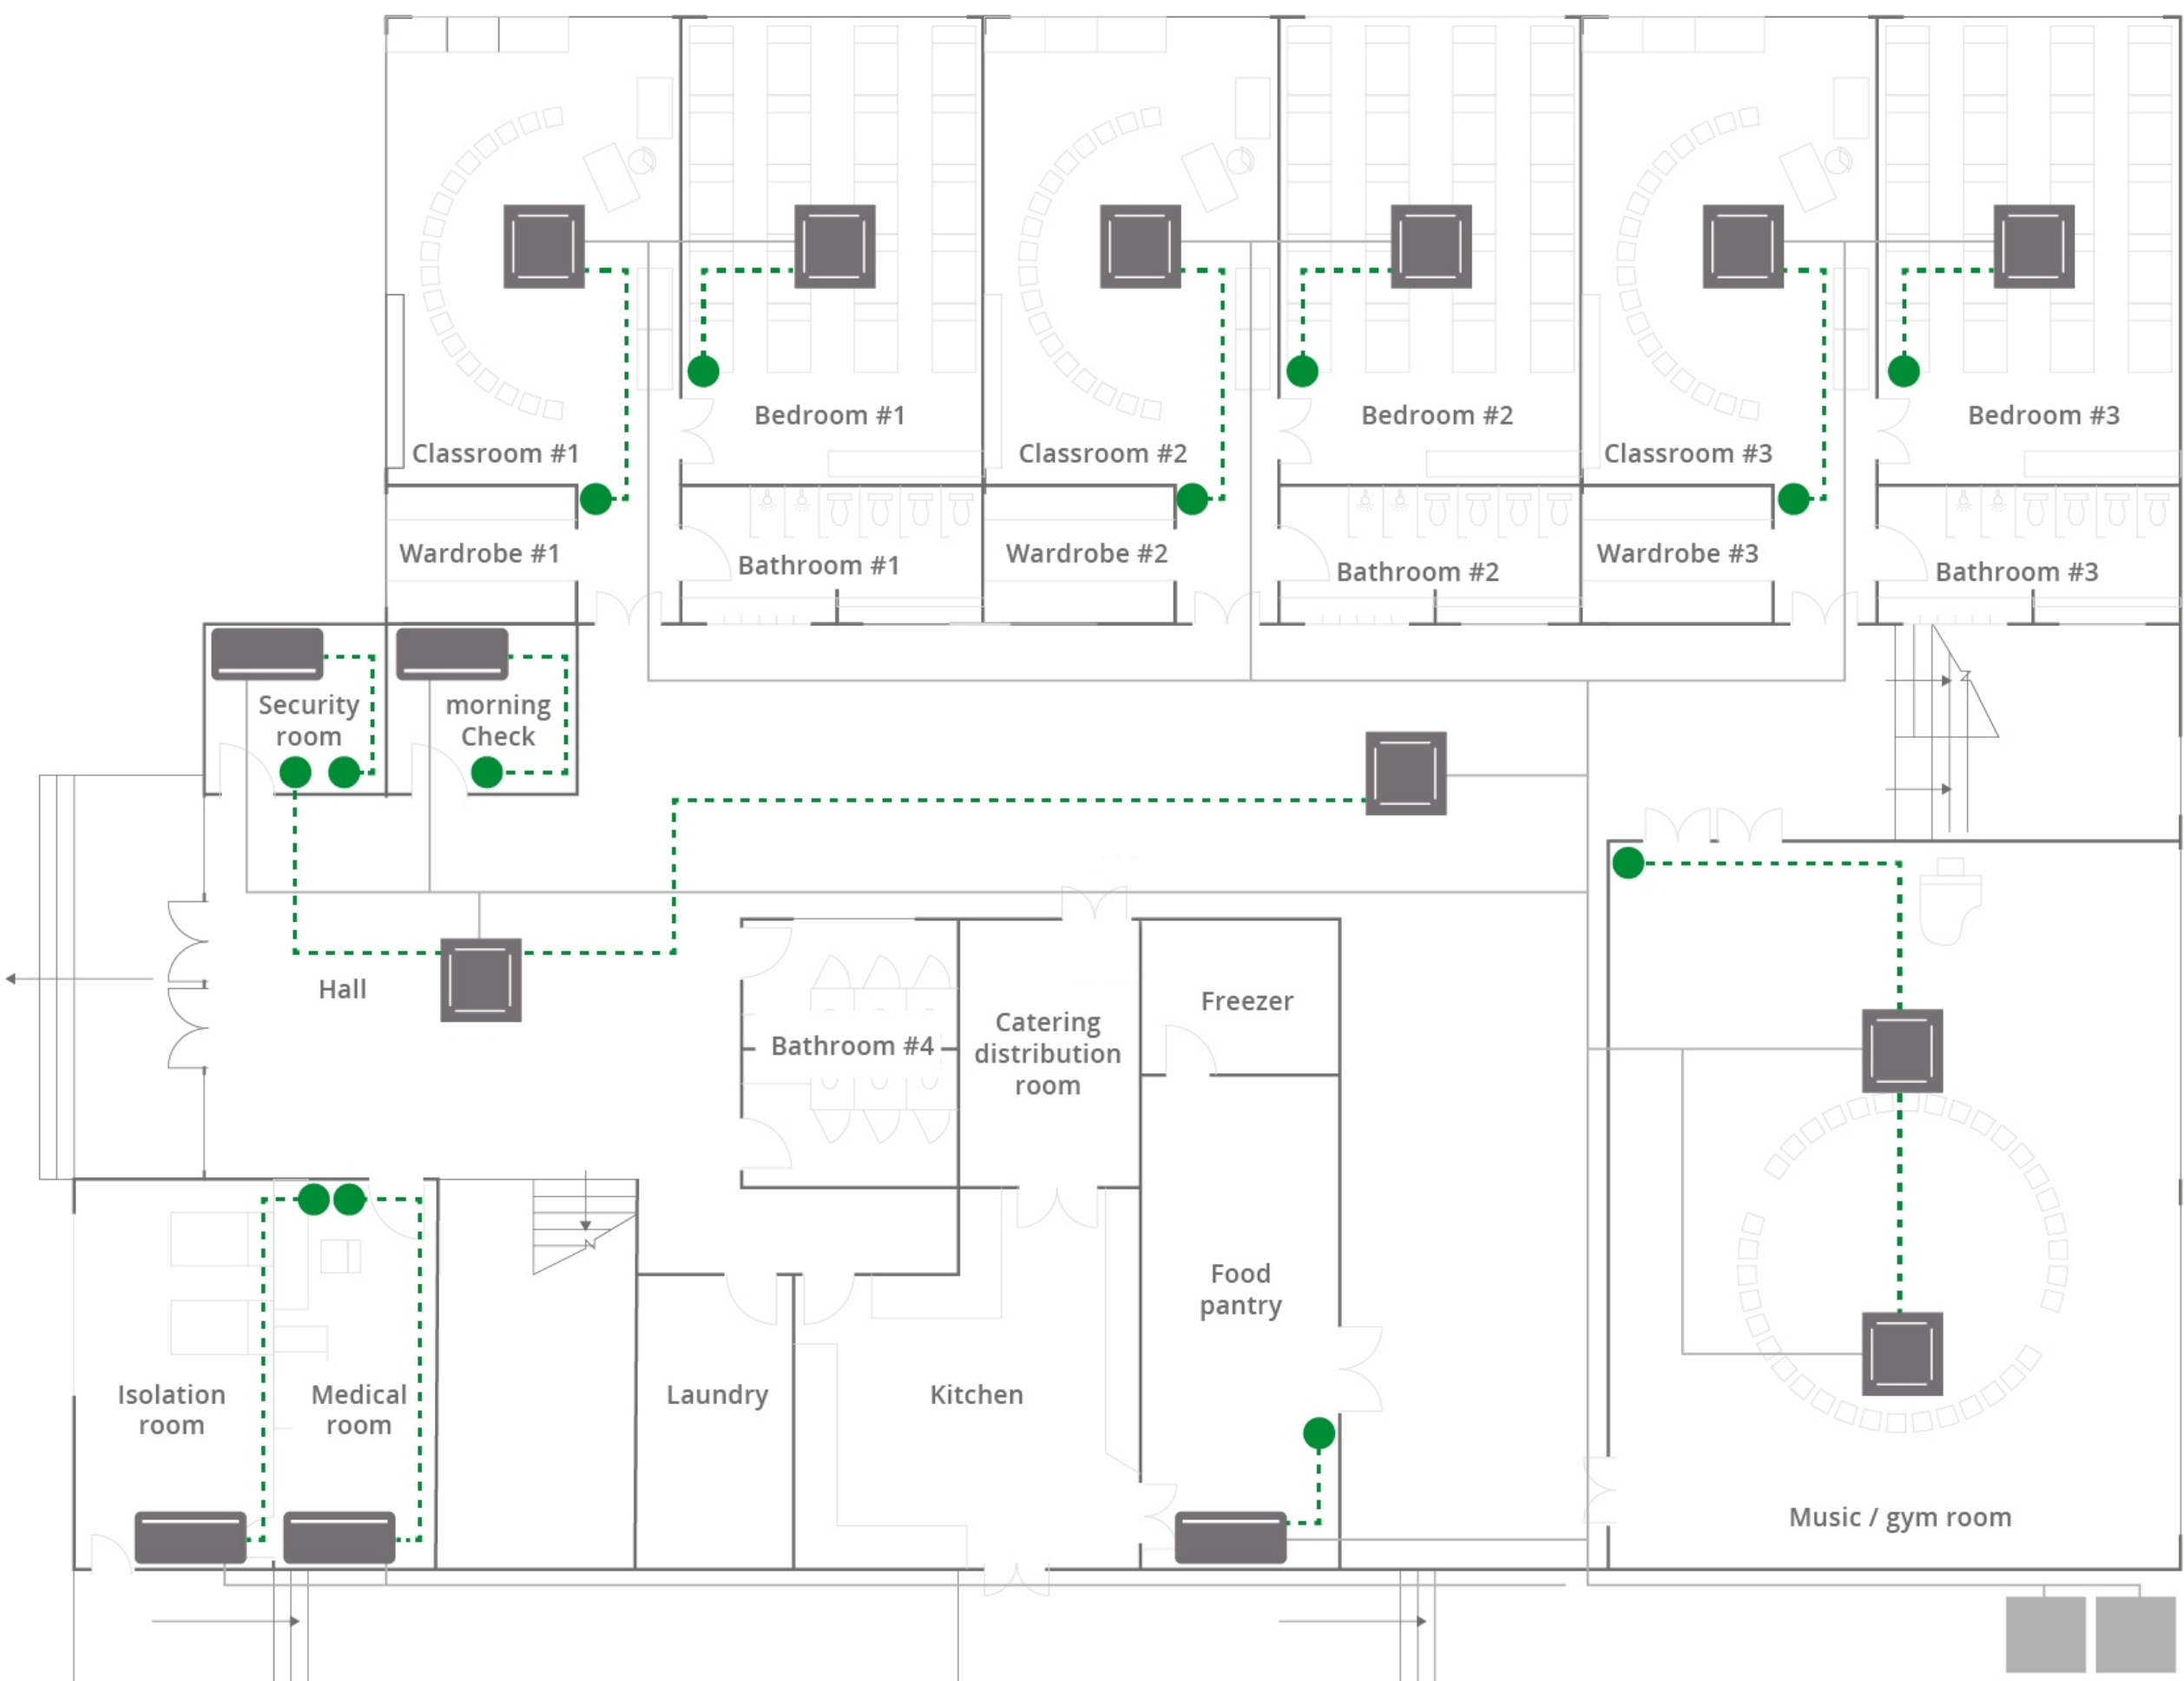 Bedroom #1
Bedroom #2
Bedroom #3
Classroom #1
Classroom #2
Classroom #3
Wardrobe #1
Bathroom #1
Wardrobe #2
Bathroom #2
Wardrobe #3
Bathroom #3
Security
room
morning
Check
Hall
Bathroom #4
Catering
distribution
room
Freezer
Food
pantry
Isolation
room
Medical
room
Laundry
Kitchen
Music / gym room